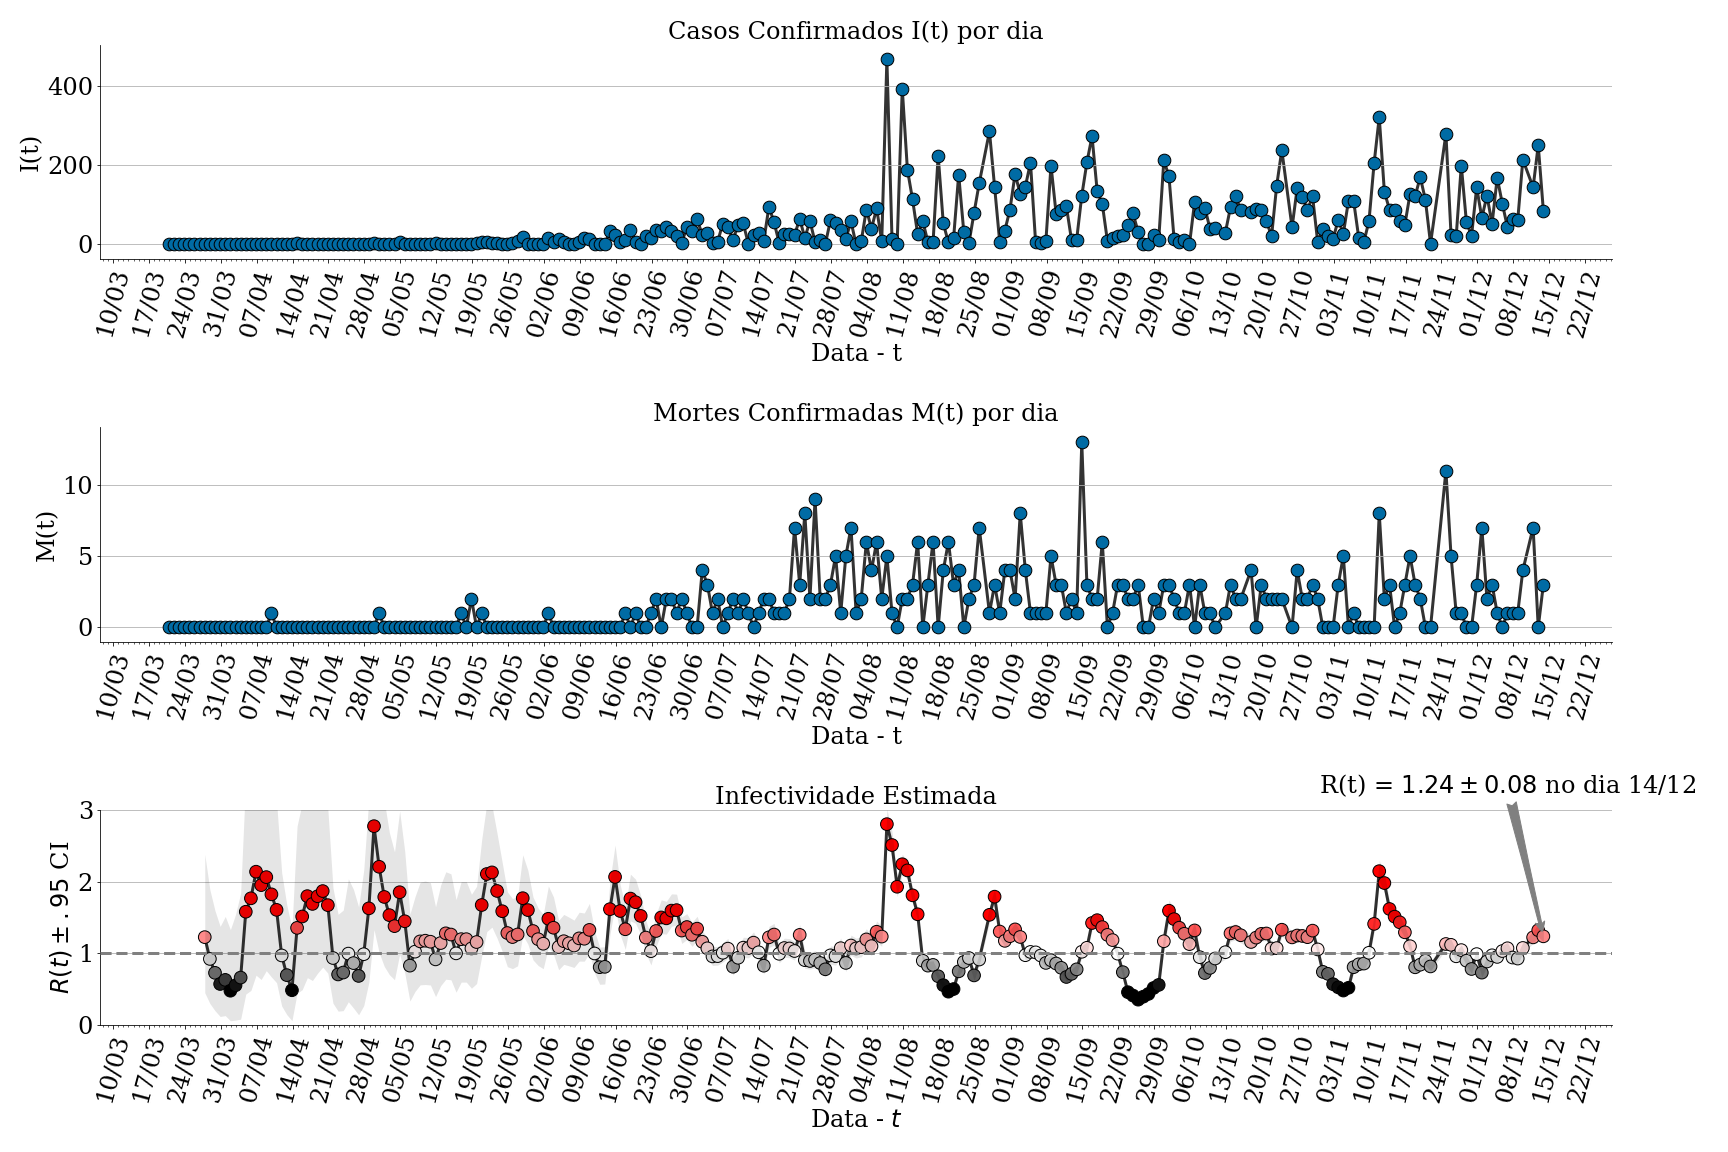 Casos Confirmados I(t) por dia
400
200
0
I(t)
10/03 17/03 24/03 31/03 07/04 14/04 21/04 28/04 05/05 12/05 19/05 26/05 02/06 09/06 16/06 23/06 30/06 07/07 14/07 21/07 28/07 04/08 11/08 18/08 25/08 01/09 08/09 15/09 22/09 29/09 06/10 13/10 20/10 27/10 03/11 10/11 17/11 24/11 01/12 08/12 15/12 22/12
Data - t
Mortes Confirmadas M(t) por dia
10
5
0
M(t)
10/03 17/03 24/03 31/03 07/04 14/04 21/04 28/04 05/05 12/05 19/05 26/05 02/06 09/06 16/06 23/06 30/06 07/07 14/07 21/07 28/07 04/08 11/08 18/08 25/08 01/09 08/09 15/09 22/09 29/09 06/10 13/10 20/10 27/10 03/11 10/11 17/11 24/11 01/12 08/12 15/12 22/12
Data - t
R(t) = 1.24 ± 0.08 no dia 14/12
Infectividade Estimada
3
2
1
0
R(t) ± .95 CI
10/03 17/03 24/03 31/03 07/04 14/04 21/04 28/04 05/05 12/05 19/05 26/05 02/06 09/06 16/06 23/06 30/06 07/07 14/07 21/07 28/07 04/08 11/08 18/08 25/08 01/09 08/09 15/09 22/09 29/09 06/10 13/10 20/10 27/10 03/11 10/11 17/11 24/11 01/12 08/12 15/12 22/12
Data - t